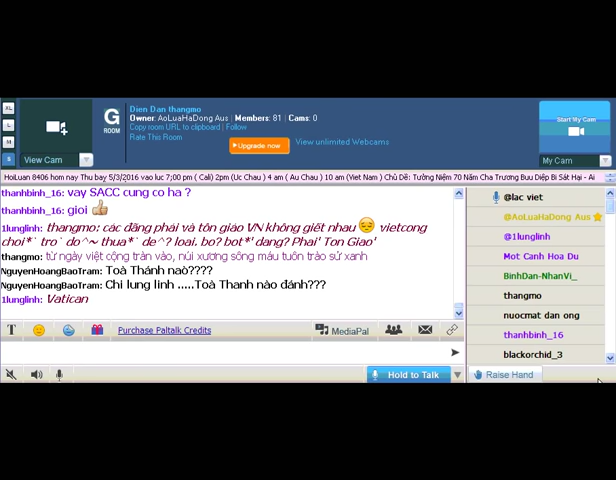 XL
L
M
S
View Cam
G
ROOM
Dien Dan thangmo
Owner: AoLuaHaDong Aus | Members: 81 | Cams: 0
Copy room URL to clipboard | Follow
Rate This Room
Upgrade now
View unlimited Webcams
Start My Cam
My Cam
HoiLuan 8406 hom nay Thu bay 5/3/2016 vao luc 7;00 pm ( Cali) 2pm (Uc Chau ) 4 am ( Au Chau ) 10 am (Viet Nam ) Chủ Đề: Tường Niệm 70 Năm Cha Trương Buu Diệp Bi Sát Hại - Ai
thanhbinh_16: vay SACC cung co ha ?
thanhbinh_16: gioi
1lunglinh: thangmo: các đãng phái và tôn giáo VN không giết nhau vietcong
choi*` tro` do^~ thua*` de^? loai. bo? bot*' dang? Phai' Ton Giao'
thangmo: từ ngày việt cộng tràn vào, núi xương sông máu tuôn trào sử xanh
NguyenHoangBaoTram: Toà Thánh naò????
NguyenHoangBaoTram: Chi lung linh .....Toà Thanh nào đánh???
1lunglinh: Vatican
T
Purchase Paltalk Credits
MediaPal
Hold to Talk
@lac viet
@AoLuaHaDong Aus
@1lunglinh
Mot Canh Hoa Du
BinhDan-NhanVi_
thangmo
nuocmat dan ong
thanhbinh_16
blackorchid_3
Raise Hand